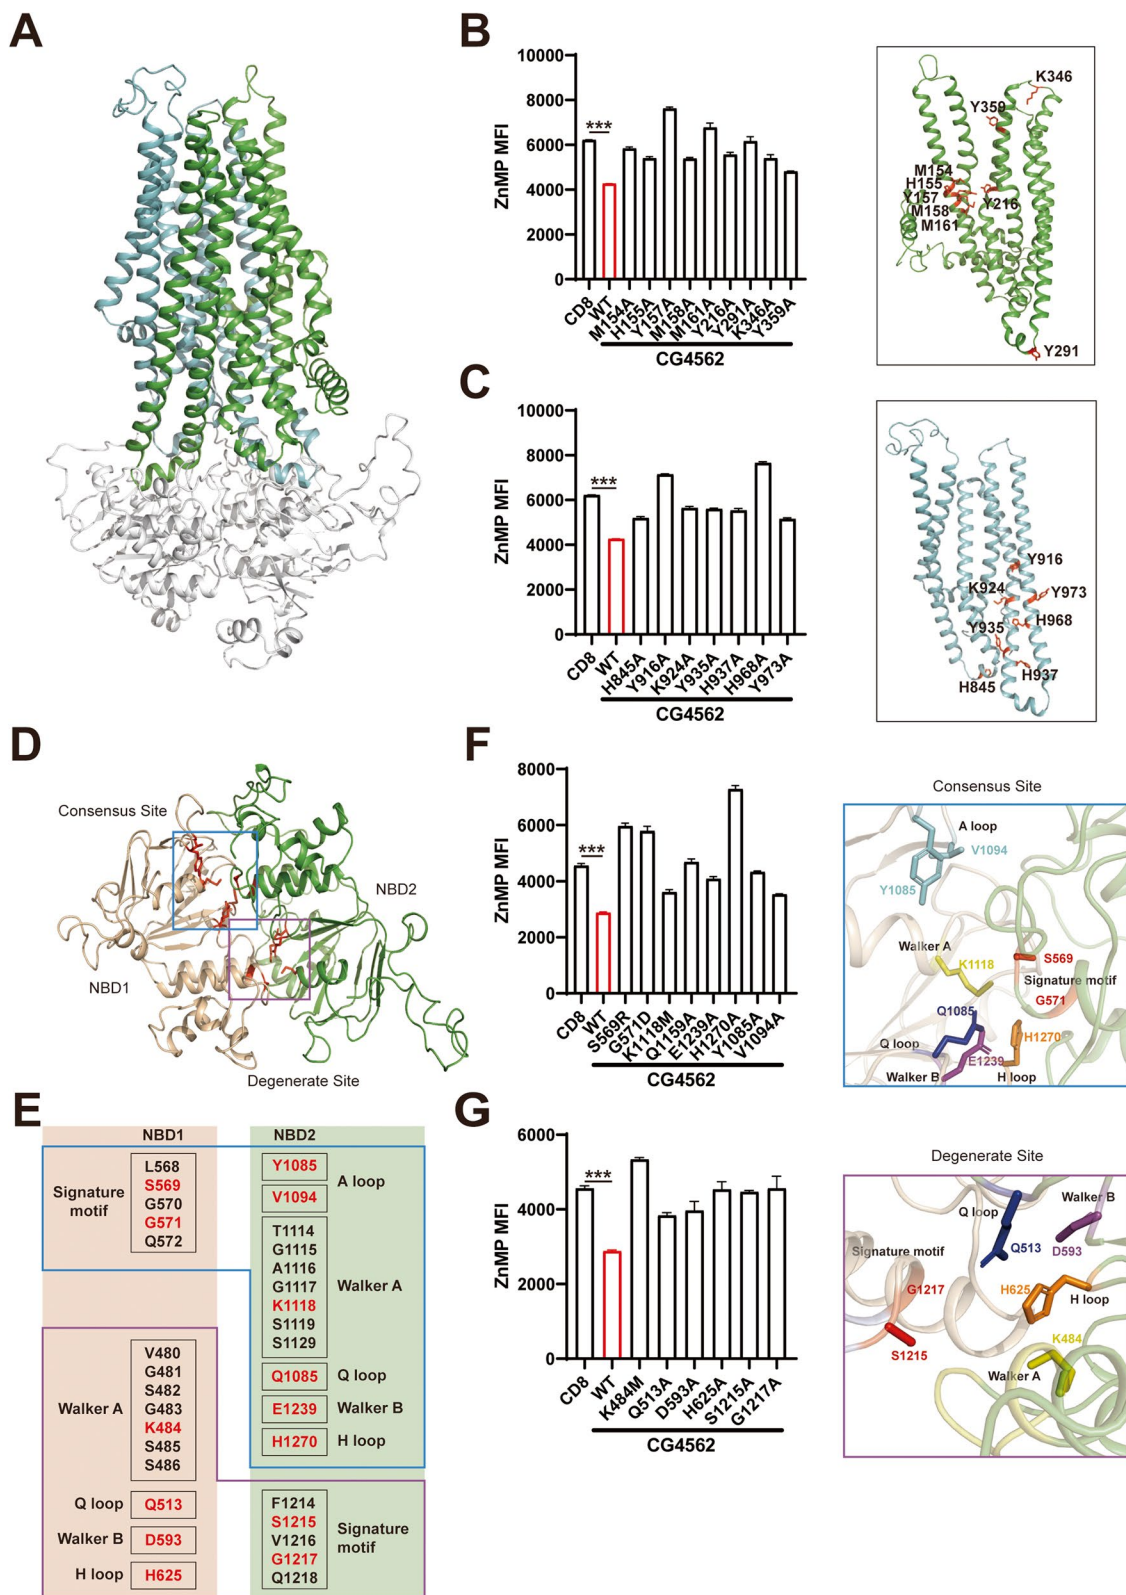 A
B
ZnMP MFI
10000
8000
6000
4000
2000
0
***
CD8
WT
M154A
H155A
Y157A
M158A
M161A
Y216A
Y291A
K346A
Y359A
CG4562
K346
Y359
M154
H155
Y157
M158
M161
Y216
Y291
C
ZnMP MFI
10000
8000
6000
4000
2000
0
***
CD8
WT
H845A
Y916A
K924A
Y935A
H937A
H968A
Y973A
CG4562
Y916
K924
Y973
H968
Y935
H937
H845
D
Consensus Site
NBD2
NBD1
Degenerate Site
F
ZnMP MFI
8000
6000
4000
2000
0
***
CD8
WT
S569R
G571D
K1118M
Q1159A
E1239A
H1270A
Y1085A
V1094A
CG4562
Consensus Site
A loop
V1094
Y1085
Walker A
K1118
S569
Signature motif
G571
Q1085
H1270
Q loop
E1239
Walker B
H loop
E
NBD1
NBD2
Signature
motif
L568
S569
G570
G571
Q572
Y1085
V1094
A loop
T1114
G1115
A1116
G1117
K1118
S1119
S1129
Walker A
Q1085
Q loop
E1239
Walker B
H1270
H loop
Walker A
V480
G481
S482
G483
K484
S485
S486
Q loop
Q513
Walker B
D593
H loop
H625
F1214
S1215
V1216
G1217
Q1218
Signature
motif
G
ZnMP MFI
6000
4000
2000
0
***
CD8
WT
K484M
Q513A
D593A
H625A
S1215A
G1217A
CG4562
Degenerate Site
Walker B
Q loop
Q513
D593
Signature motif
G1217
H625
H loop
S1215
K484
Walker A